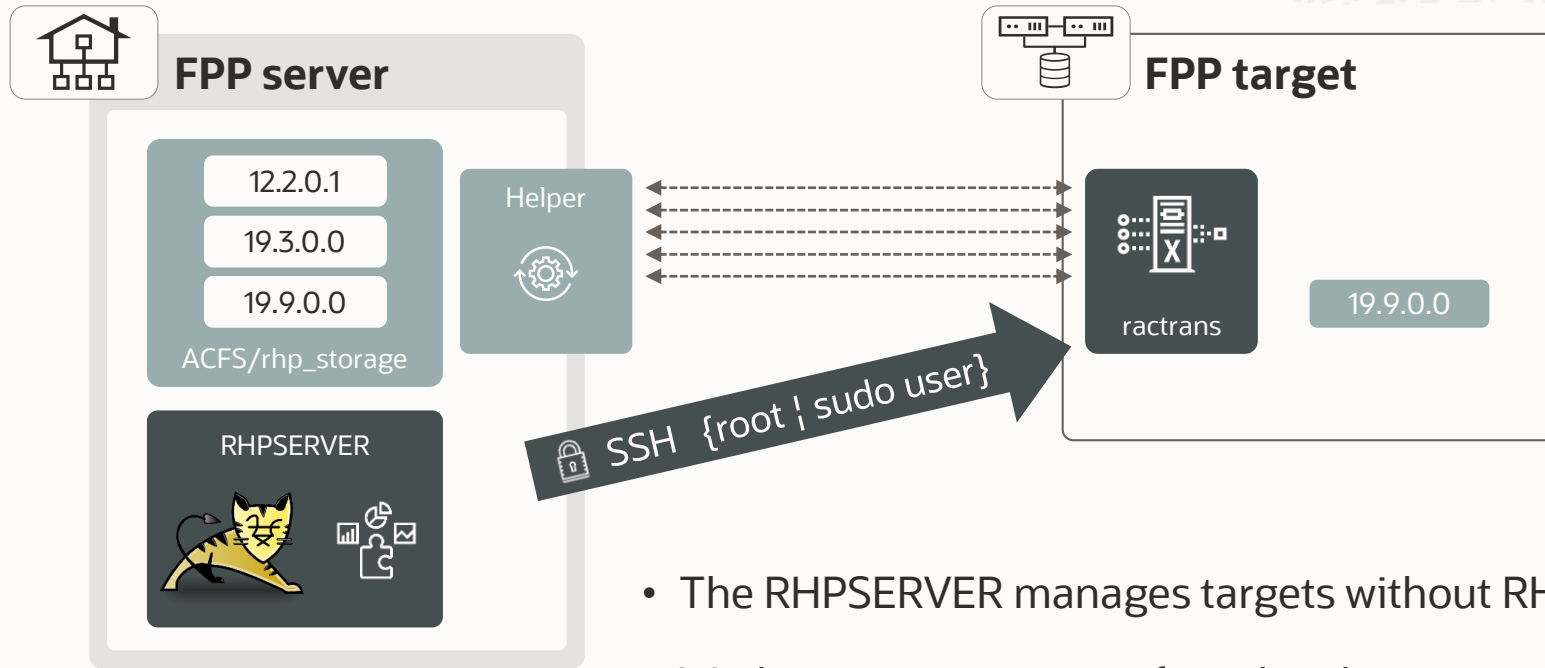 FPP server
12.2.0.1
19.3.0.0
19.9.0.0
ACFS/rhp_storage
Helper
RHPSERVER
SSH {root ¦ sudo user}
FPP target
X
ractrans
19.9.0.0
• The RHPSERVER manages targets without RH